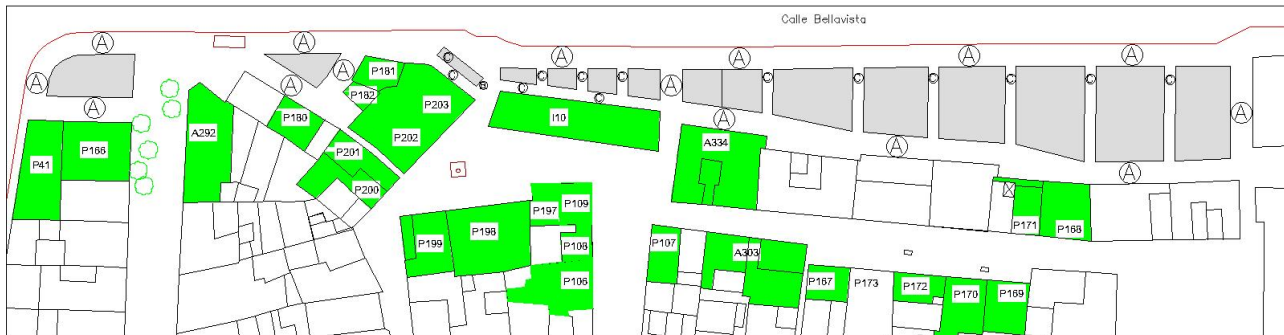 Calle Bellavista
A
A
A
A
A
A
A
P181
A
A
A
A
P182
P203
A
P180
I10
A
A
P41
P166
A292
P202
A334
A
P201
A
P200
P197
P109
P171
P168
P199
P198
P107
P108
A303
P106
P167
P173
P172
P170
P169